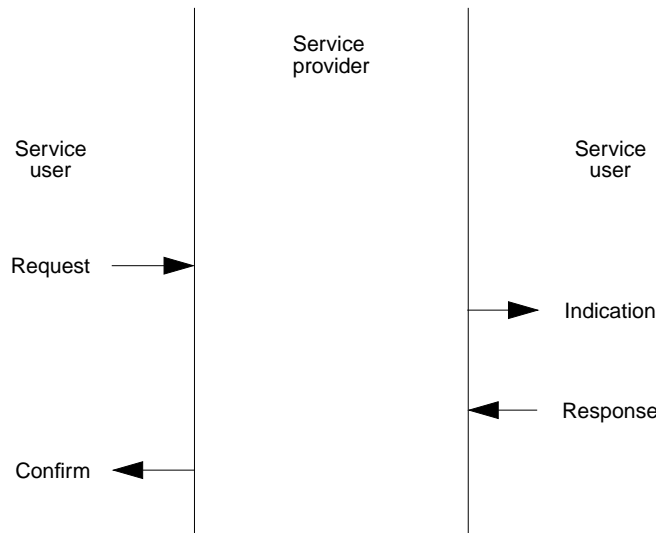 Service
provider
Service
user
Service
user
Request
Indication
Response
Confirm